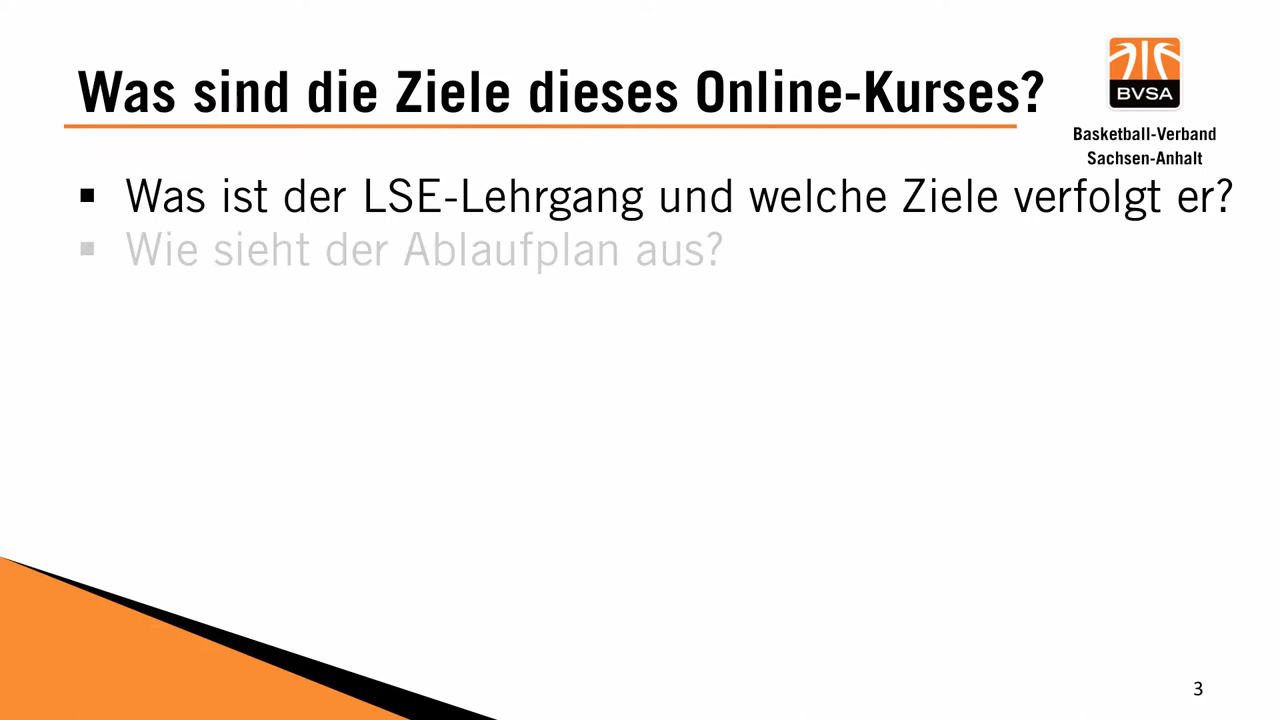 Was sind die Ziele dieses Online-Kurses?
BVSA
Basketball-Verband
Sachsen-Anhalt
▪ Was ist der LSE-Lehrgang und welche Ziele verfolgt er?
▪ Wie sieht der Ablaufplan aus?
3